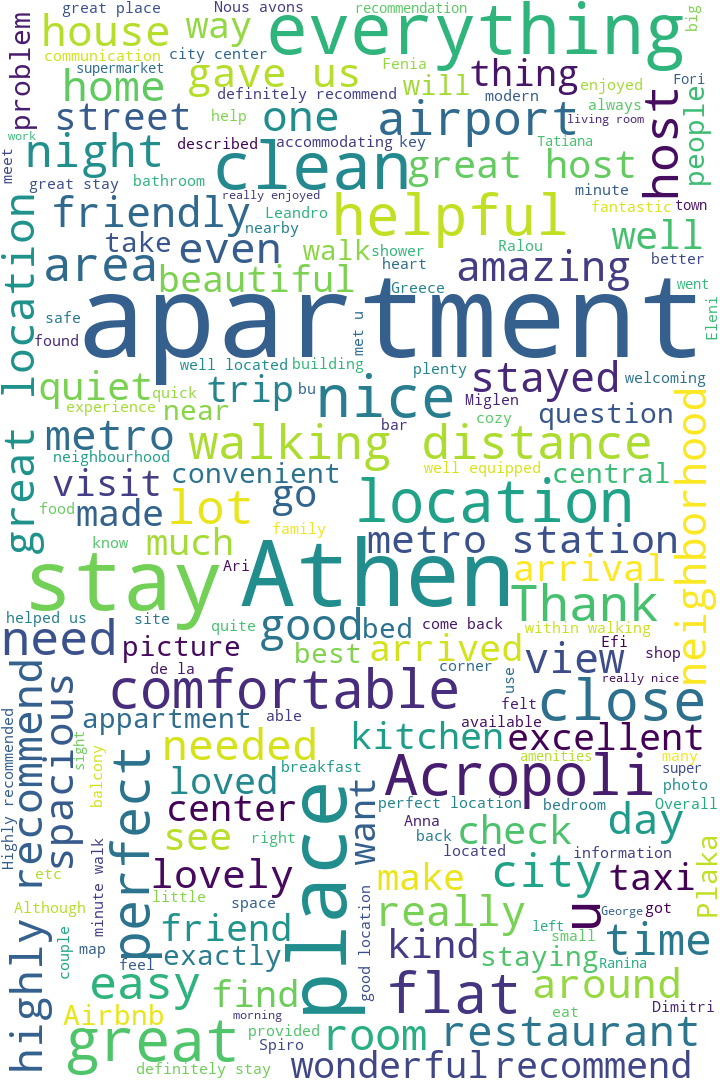 great place
Nous avons
recommendation
big
house
way
everything
communication
city center
Fenia
problem
supermarket
gave us
thing
home
will
Fori
enjoyed
definitely recommend
modern
host
people
street
help
one
airport
always
living room
work
described
accommodating
key
Tatiana
night
clean
great host
meet
great stay
bathroom
really enjoyed
minute
fantastic
town
friendly
Leandro
helpful
nearby
well
take
even
walk
shower
Ralou
area
heart
amazing
better
beautiful
Greece
went
great location
apartment
Eleni
safe
met u
found
well located
building
plenty
stayed
welcoming
quiet
quick
trip
bu
nice
Miglen
experience
near
cozy
question
bar
metro
walking distance
neighborhood
neighbourhood
visit
convenient
well equipped
central
go
food
made
lot
location
family
know
much
metro station
Ari
stay
Athen
arrival
Thank
helped us
site
quite
good
bed
come back
within walking
need
picture
best
arrived
Efi
shop
view
de la
corner
use
really nice
comfortable
felt
close
highly recommend
Highly recommended
spacious
appartment
able
available
sight
needed
kitchen
excellent
balcony
perfect
loved
breakfast
Acropoli
amenities
many
super
photo
center
place
want
perfect location
bedroom
Overall
Anna
day
see
right
back
check
Plaka
etc
lovely
located
information
make
city
taxi
Although
minute walk
little
space
good location
really
u
George
got
couple
friend
left
time
map
kind
small
feel
exactly
staying
Ranina
easy
find
flat
around
Airbnb
morning
eat
Dimitri
great
provided
room
restaurant
Spiro
definitely stay
wonderful
recommend